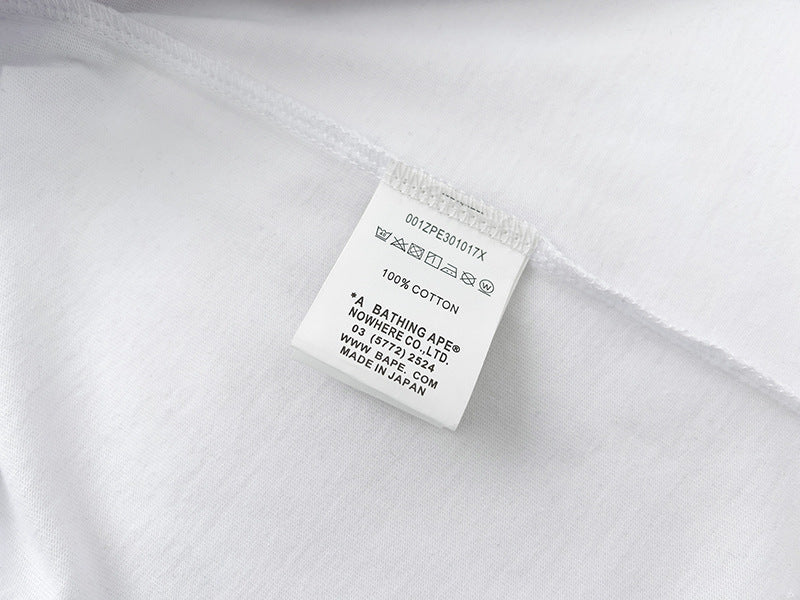 001ZPE301017X
100% COTTON
*A BATHING APE®
NOWHERE CO.,LTD.
03 (5772) 2524
WWW BAPE. COM
MADE IN JAPAN